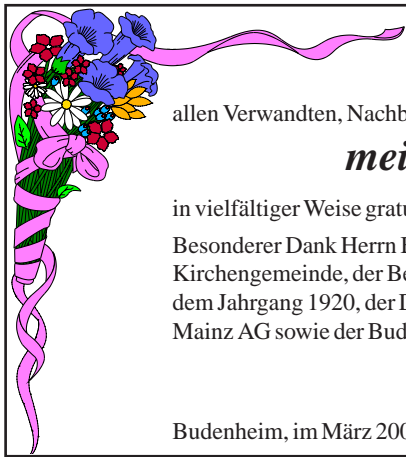 allen Verwandten, Nachb
mei
in vielfältiger Weise gratu
Besonderer Dank Herrn
Kirchengemeinde, der Be
dem Jahrgang 1920, der
Mainz AG sowie der Bud
Budenheim, im März 200